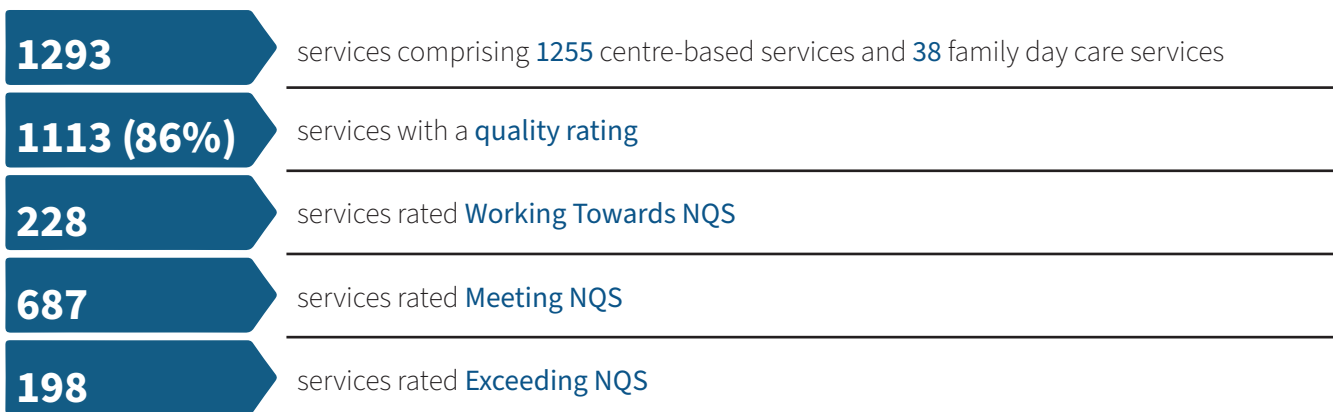 1293 services comprising 1255 centre-based services and 38 family day care services
1113 (86%) services with a quality rating
228 services rated Working Towards NQS
687 services rated Meeting NQS
198 services rated Exceeding NQS